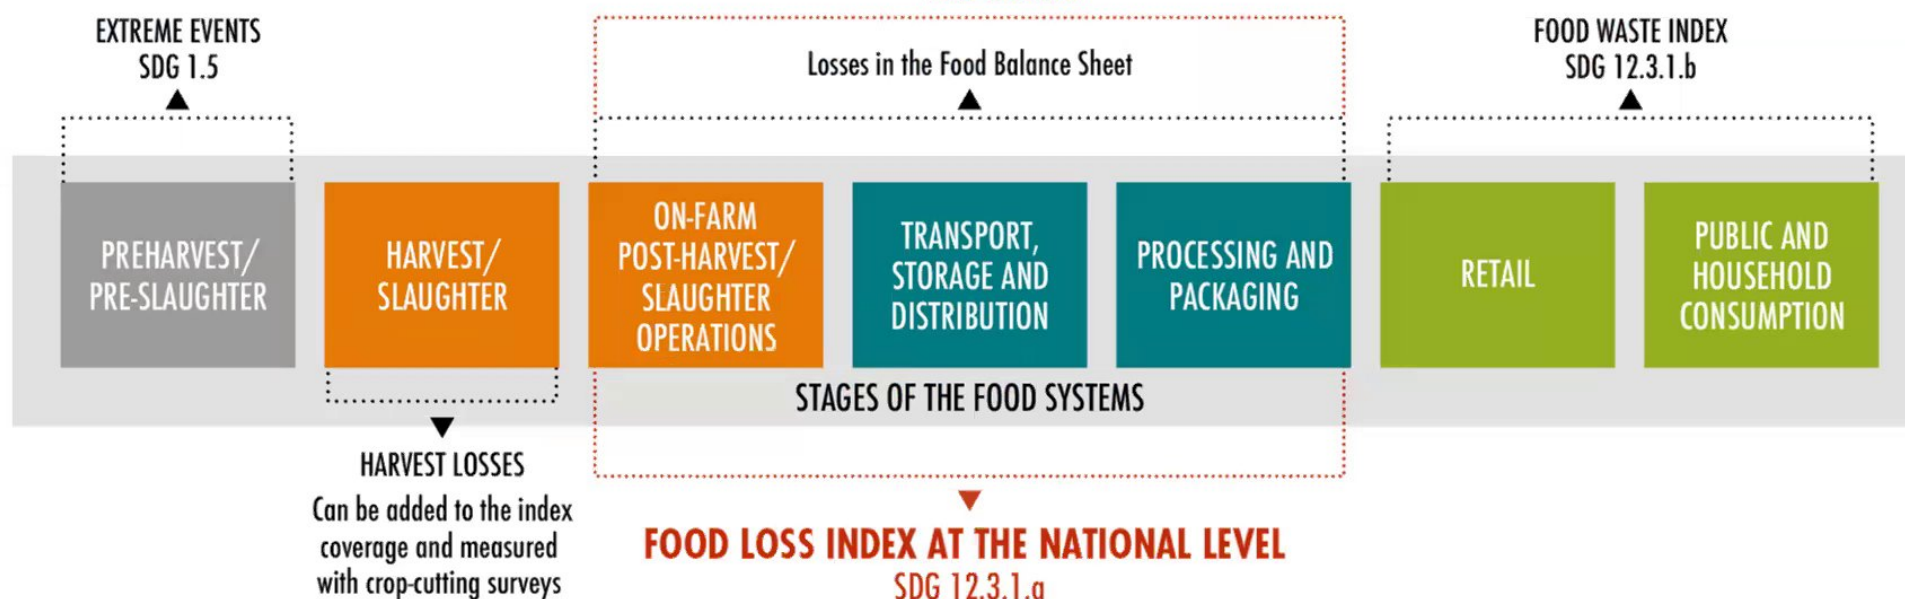 EXTREME EVENTS
SDG 1.5
Losses in the Food Balance Sheet
FOOD WASTE INDEX
SDG 12.3.1.b
PREHARVEST/
PRE-SLAUGHTER
HARVEST/
SLAUGHTER
ON-FARM
POST-HARVEST/
SLAUGHTER
OPERATIONS
TRANSPORT,
STORAGE AND
DISTRIBUTION
PROCESSING AND
PACKAGING
RETAIL
PUBLIC AND
HOUSEHOLD
CONSUMPTION
STAGES OF THE FOOD SYSTEMS
HARVEST LOSSES
Can be added to the index
coverage and measured
with crop-cutting surveys
FOOD LOSS INDEX AT THE NATIONAL LEVEL
SDG 12.3.1.a